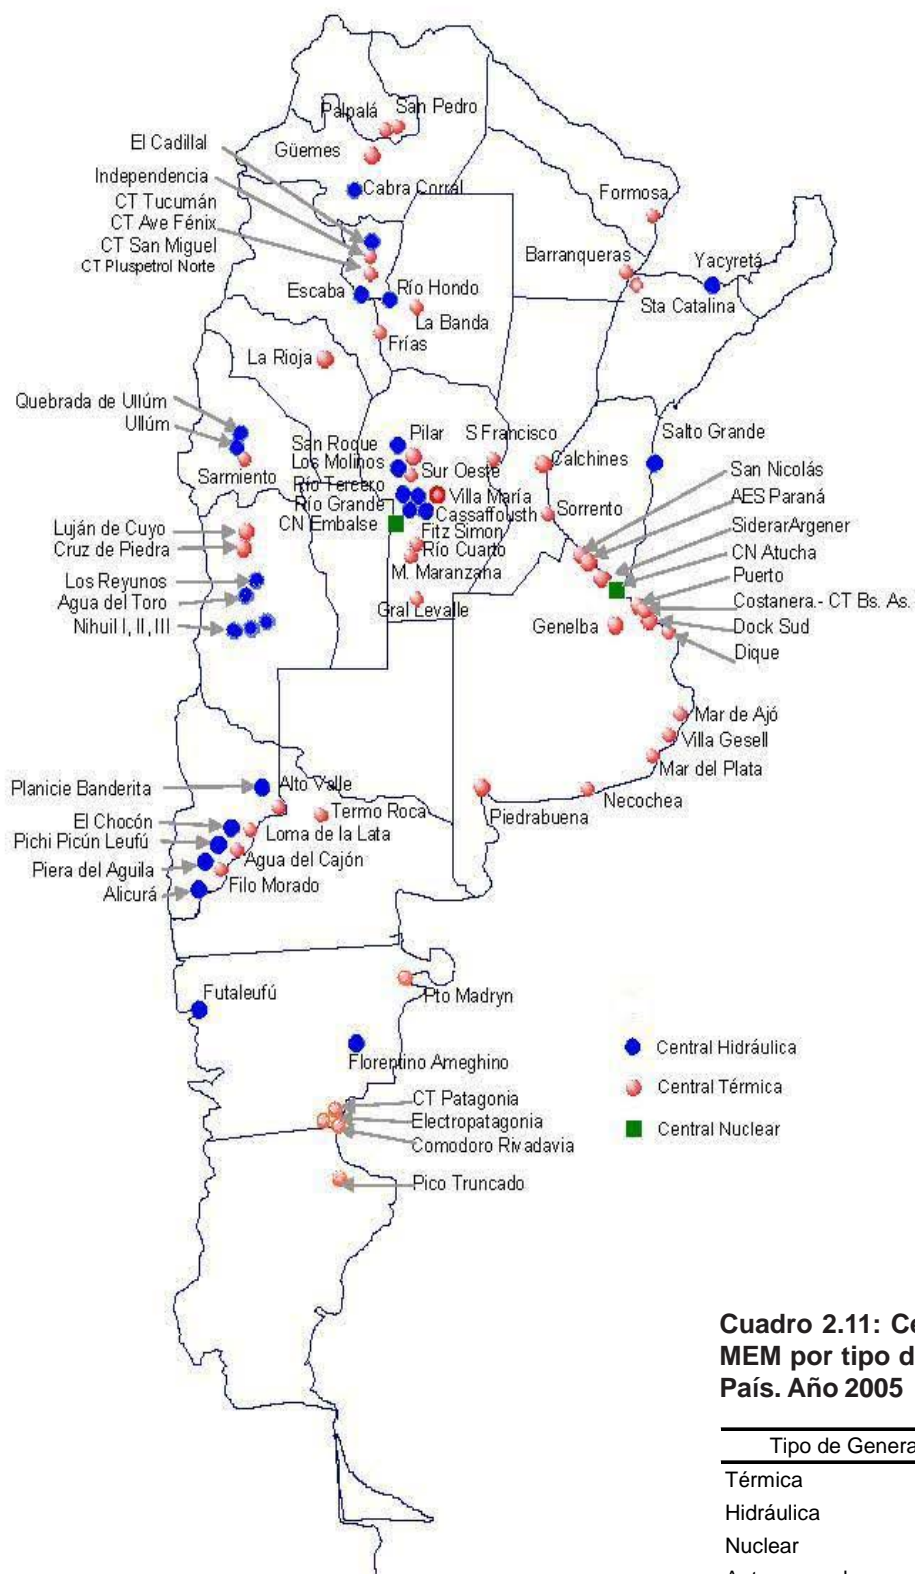 San Pedro
Palpalá
El Cadillal
Güemes
Independencia
Cabra Corral
CT Tucumán
Formosa
CT Ave Fénix
CT San Miguel
CT Pluspetrol Norte
Barranqueras
Yacyretá
Escaba
Río Hondo
Sta Catalina
La Banda
Frías
La Rioja
Quebrada de Ullúm
Ullúm
Sarmiento
San Roque
Pilar
S Francisco
Salto Grande
Los Molinos
Sur Oeste
Calchines
San Nicolás
Río Tercero
Villa María
AES Paraná
Río Grande
Cassaffousth
Sorrento
SiderarArgener
CN Embalse
Fitz Simon
CN Atucha
Luján de Cuyo
Cruz de Piedra
Río Cuarto
M. Maranzana
Puerto
Los Reyunos
Agua del Toro
Gral Levalle
Costanera.- CT Bs. As.
Nihuil I, II, III
Genelba
Dock Sud
Dique
Mar de Ajó
Villa Gesell
Mar del Plata
Planicie Banderita
Alto Valle
Necochea
Termo Roca
Piedrabuena
El Chocón
Loma de la Lata
Pichi Picún Leufú
Agua del Cajón
Piera del Aguila
Filo Morado
Alicurá
Futaleufú
Pto Madryn
Florentino Ameghino
Central Hidráulica
Central Térmica
Central Nuclear
CT Patagonia
Electropatagonia
Comodoro Rivadavia
Pico Truncado
Cuadro 2.11: Ce
MEM por tipo d
País. Año 2005
Tipo de Genera
Térmica
Hidráulica
Nuclear